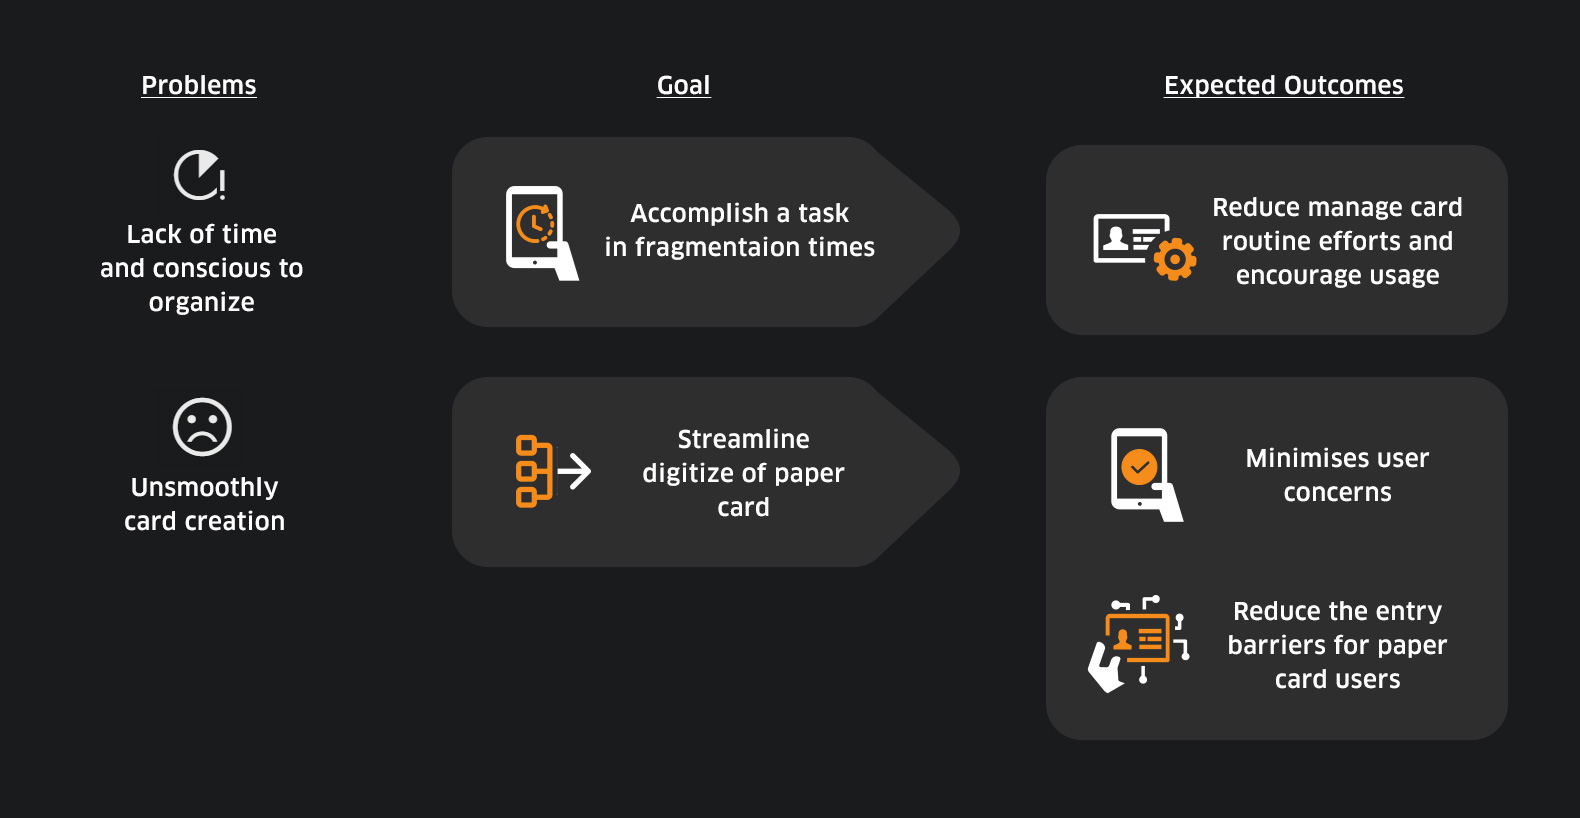 Problems
Goal
Expected Outcomes
Lack of time
and conscious to
organize
Accomplish a task
in fragmentaion times
Reduce manage card
routine efforts and
encourage usage
Unsmoothly
card creation
Streamline
digitize of paper
card
Minimises user
concerns
Reduce the entry
barriers for paper
card users